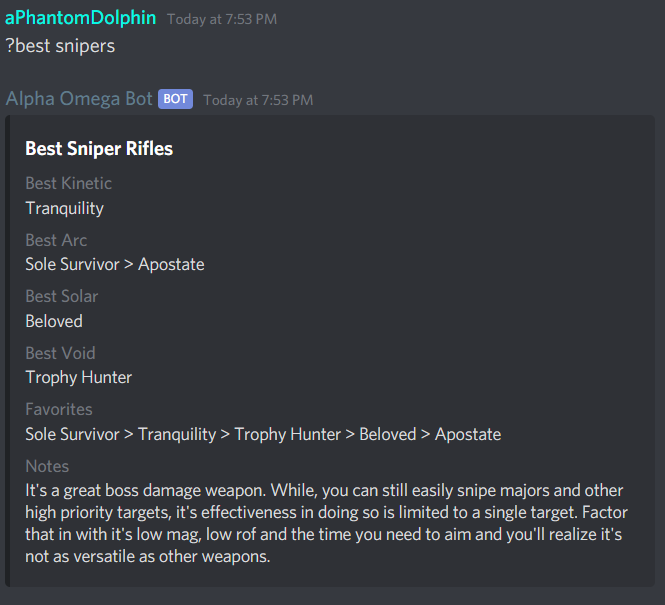 aPhantomDolphin Today at 7:53 PM
?best snipers
Alpha Omega Bot BOT Today at 7:53 PM
Best Sniper Rifles
Best Kinetic
Tranquility
Best Arc
Sole Survivor > Apostate
Best Solar
Beloved
Best Void
Trophy Hunter
Favorites
Sole Survivor > Tranquility > Trophy Hunter > Beloved > Apostate
Notes
It's a great boss damage weapon. While, you can still easily snipe majors and other
high priority targets, it's effectiveness in doing so is limited to a single target. Factor
that in with it's low mag, low rof and the time you need to aim and you'll realize it's
not as versatile as other weapons.